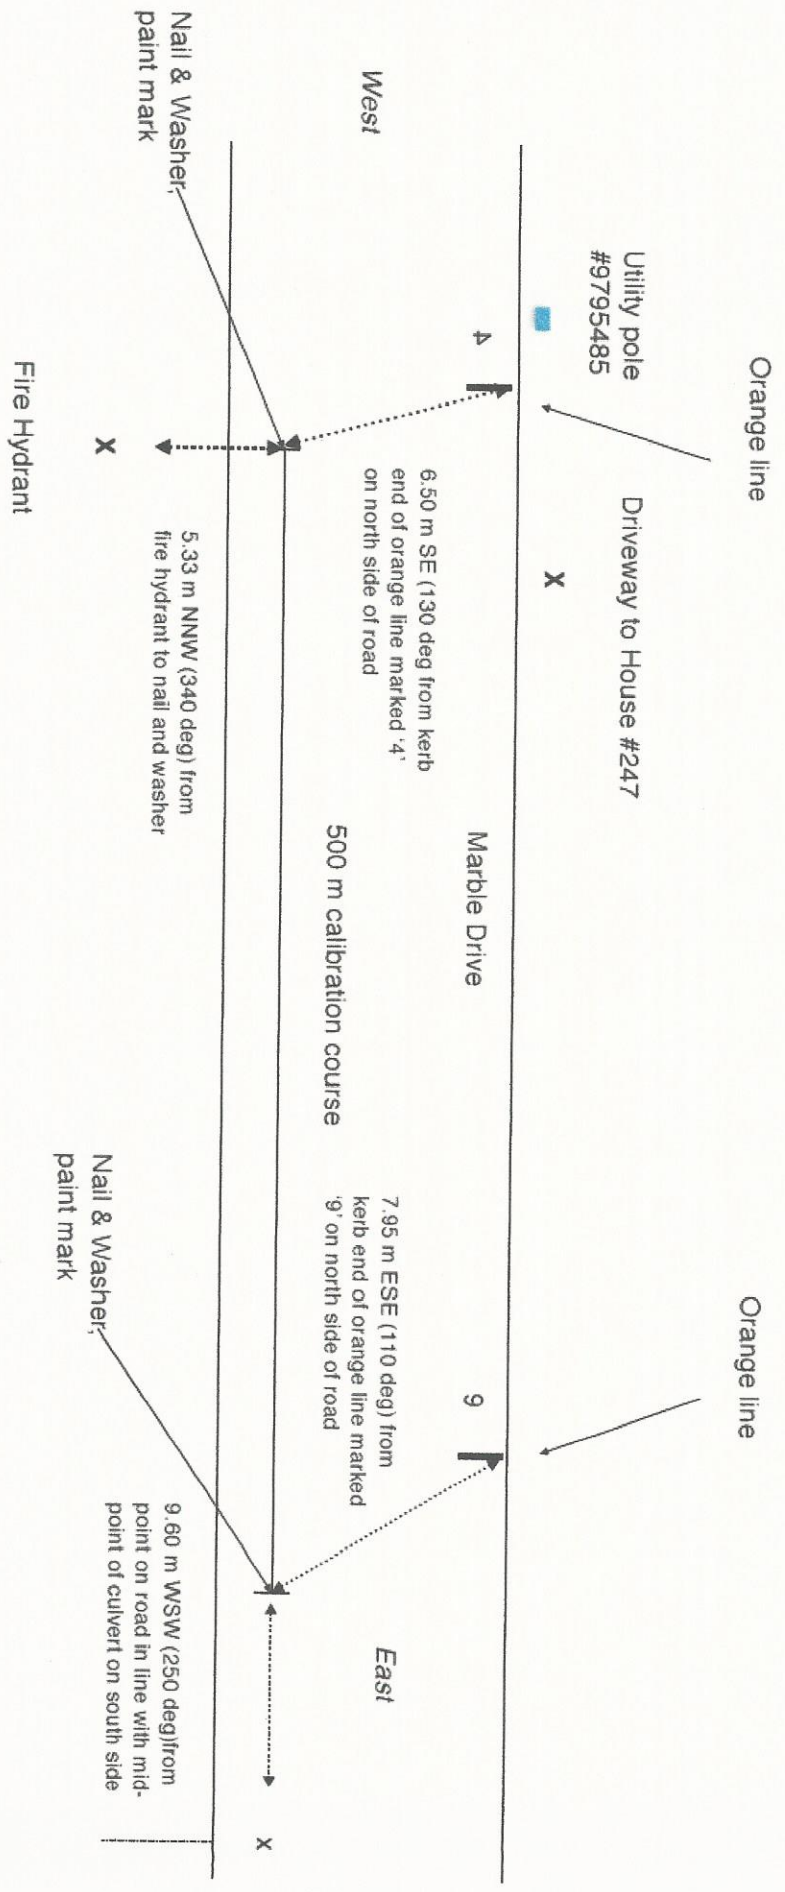 Orange line
Orange line
Utility pole
#9795485
Driveway to House #247
X
4
Marble Drive
9
West
6.50 m SE (130 deg from kerb
end of orange line marked ‘4’
on north side of road
500 m calibration course
7.95 m ESE (110 deg) from
kerb end of orange line marked
‘9’ on north side of road
East
Nail & Washer,
paint mark
X
5.33 m NNW (340 deg) from
fire hydrant to nail and washer
Fire Hydrant
Nail & Washer,
paint mark
9.60 m WSW (250 deg)from
point on road in line with mid-
point of culvert on south side
x